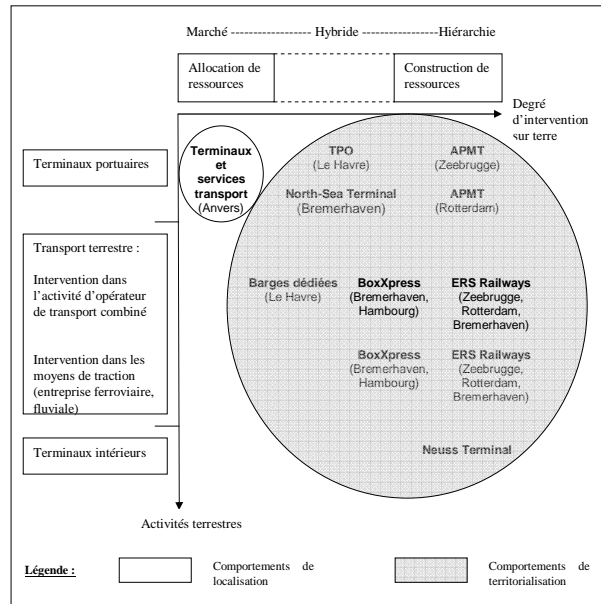 Marché ---------------- Hybride ----------------Hiérarchie
Allocation de
ressources
Construction de
ressources
Degré
d’intervention
sur terre
Terminaux portuaires
Terminaux
et
services
transport
(Anvers)
TPO
(Le Havre)
APMT
(Zeebrugge)
North-Sea Terminal
(Bremerhaven)
APMT
(Rotterdam)
Transport terrestre :
Intervention dans
l’activité d’opérateur
de transport combiné
Barges dédiées
(Le Havre)
BoxXpress
(Bremerhaven,
Hambourg)
ERS Railways
(Zeebrugge,
Rotterdam,
Bremerhaven)
Intervention dans les
moyens de traction
(entreprise ferroviaire,
fluviale)
BoxXpress
(Bremerhaven,
Hambourg)
ERS Railways
(Zeebrugge,
Rotterdam,
Bremerhaven)
Terminaux intérieurs
Neuss Terminal
Activités terrestres
Légende :
Comportements de
localisation
Comportements de
territorialisation